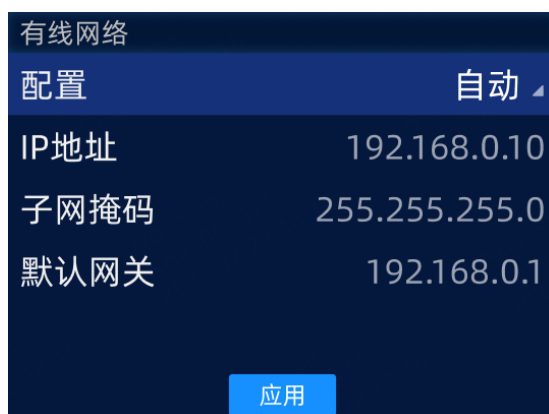 有线网络
配置 自动
IP地址 192.168.0.10
子网掩码 255.255.255.0
默认网关 192.168.0.1
应用